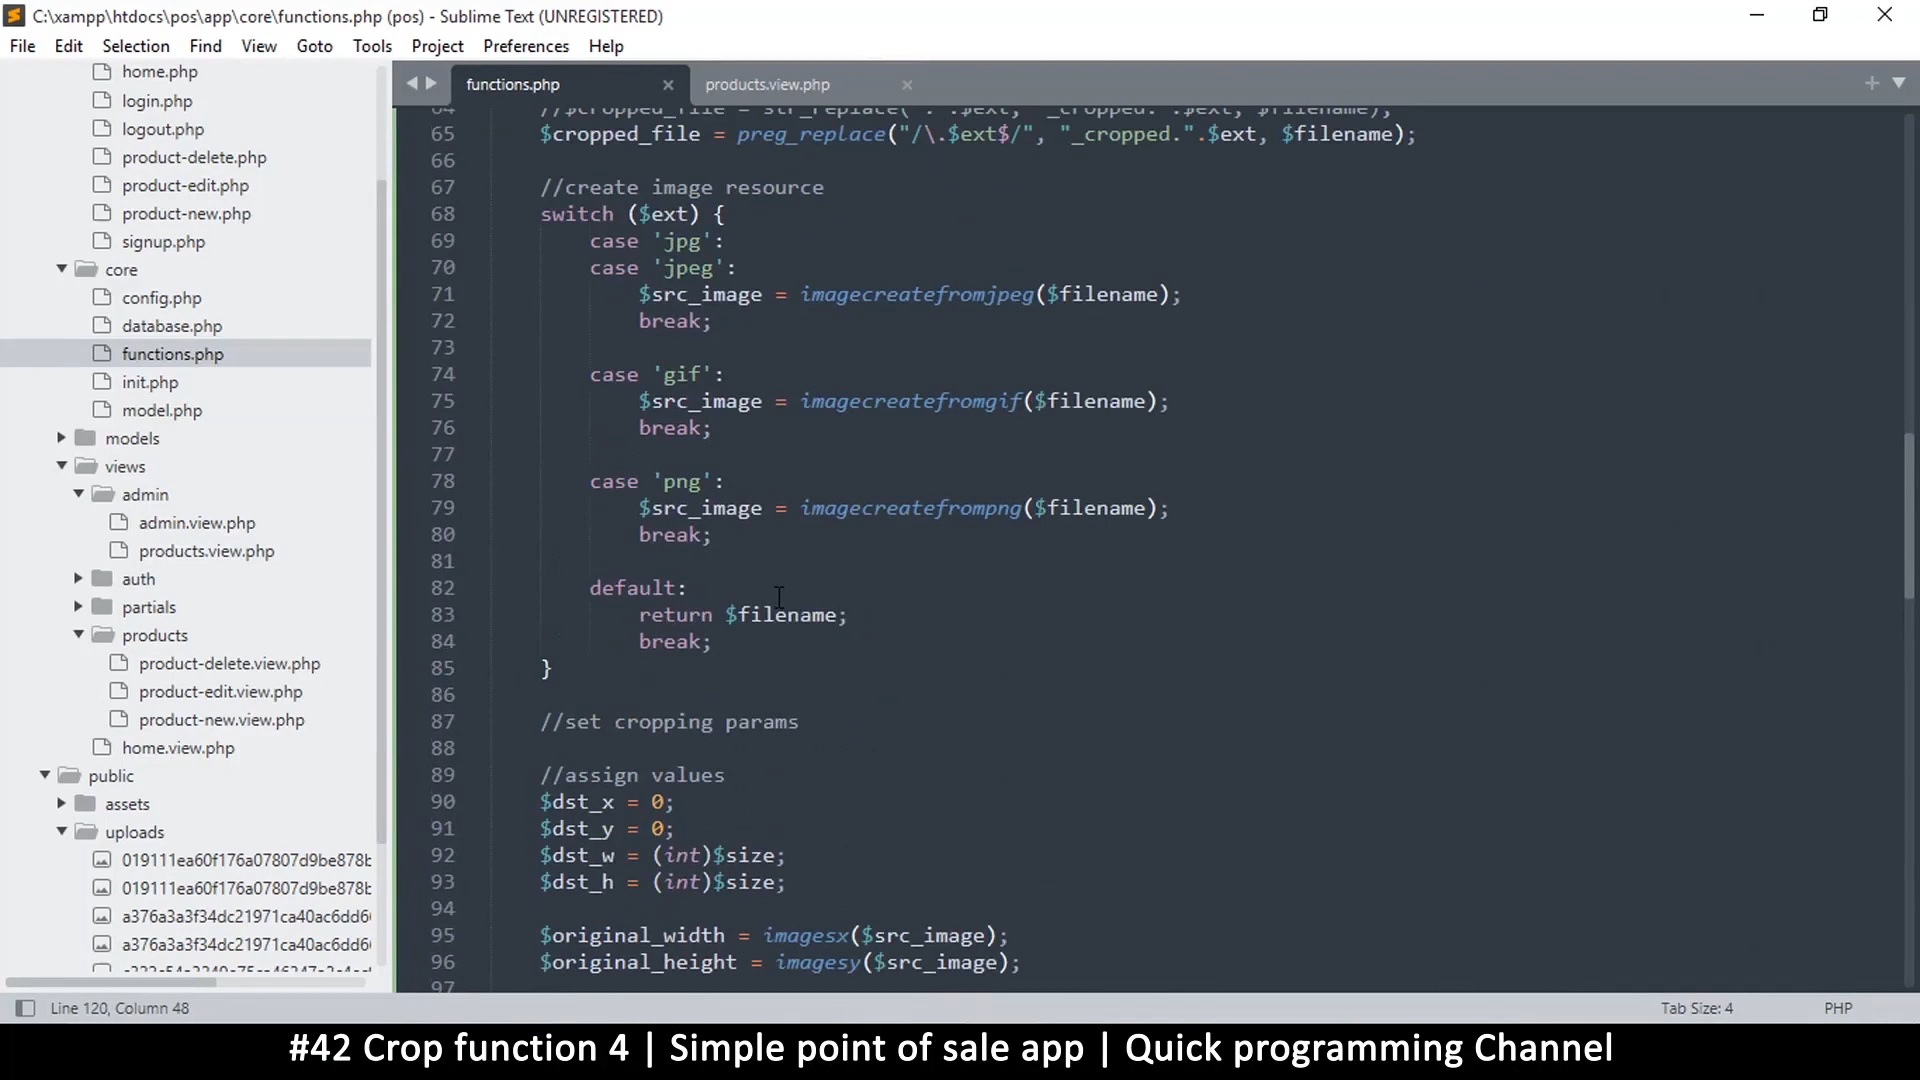 C:\xampp\htdocs\pos\app\core\functions.php (pos) - Sublime Text (UNREGISTERED)
File Edit Selection Find View Goto Tools Project Preferences Help
home.php
login.php
logout.php
product-delete.php
product-edit.php
product-new.php
signup.php
core
config.php
database.php
functions.php
init.php
model.php
models
views
admin
admin.view.php
products.view.php
auth
partials
products
product-delete.view.php
product-edit.view.php
product-new.view.php
home.view.php
public
assets
uploads
019111ea60f176a07807d9be878b
019111ea60f176a07807d9be878b
a376a3a3f34dc21971ca40ac6dd6
a376a3a3f34dc21971ca40ac6dd6
functions.php products.view.php
65 $cropped_file = preg_replace("/\.$ext$/", "_cropped.".$ext, $filename);
66
67 //create image resource
68 switch ($ext) {
69 case 'jpg':
70 case 'jpeg':
71 $src_image = imagecreatefromjpeg($filename);
72 break;
73
74 case 'gif':
75 $src_image = imagecreatefromgif($filename);
76 break;
77
78 case 'png':
79 $src_image = imagecreatefrompng($filename);
80 break;
81
82 default:
83 return $filename;
84 break;
85 }
86
87 //set cropping params
88
89 //assign values
90 $dst_x = 0;
91 $dst_y = 0;
92 $dst_w = (int)$size;
93 $dst_h = (int)$size;
94
95 $original_width = imagesx($src_image);
96 $original_height = imagesy($src_image);
97
Line 120, Column 48 Tab Size: 4 PHP
#42 Crop function 4 | Simple point of sale app | Quick programming Channel